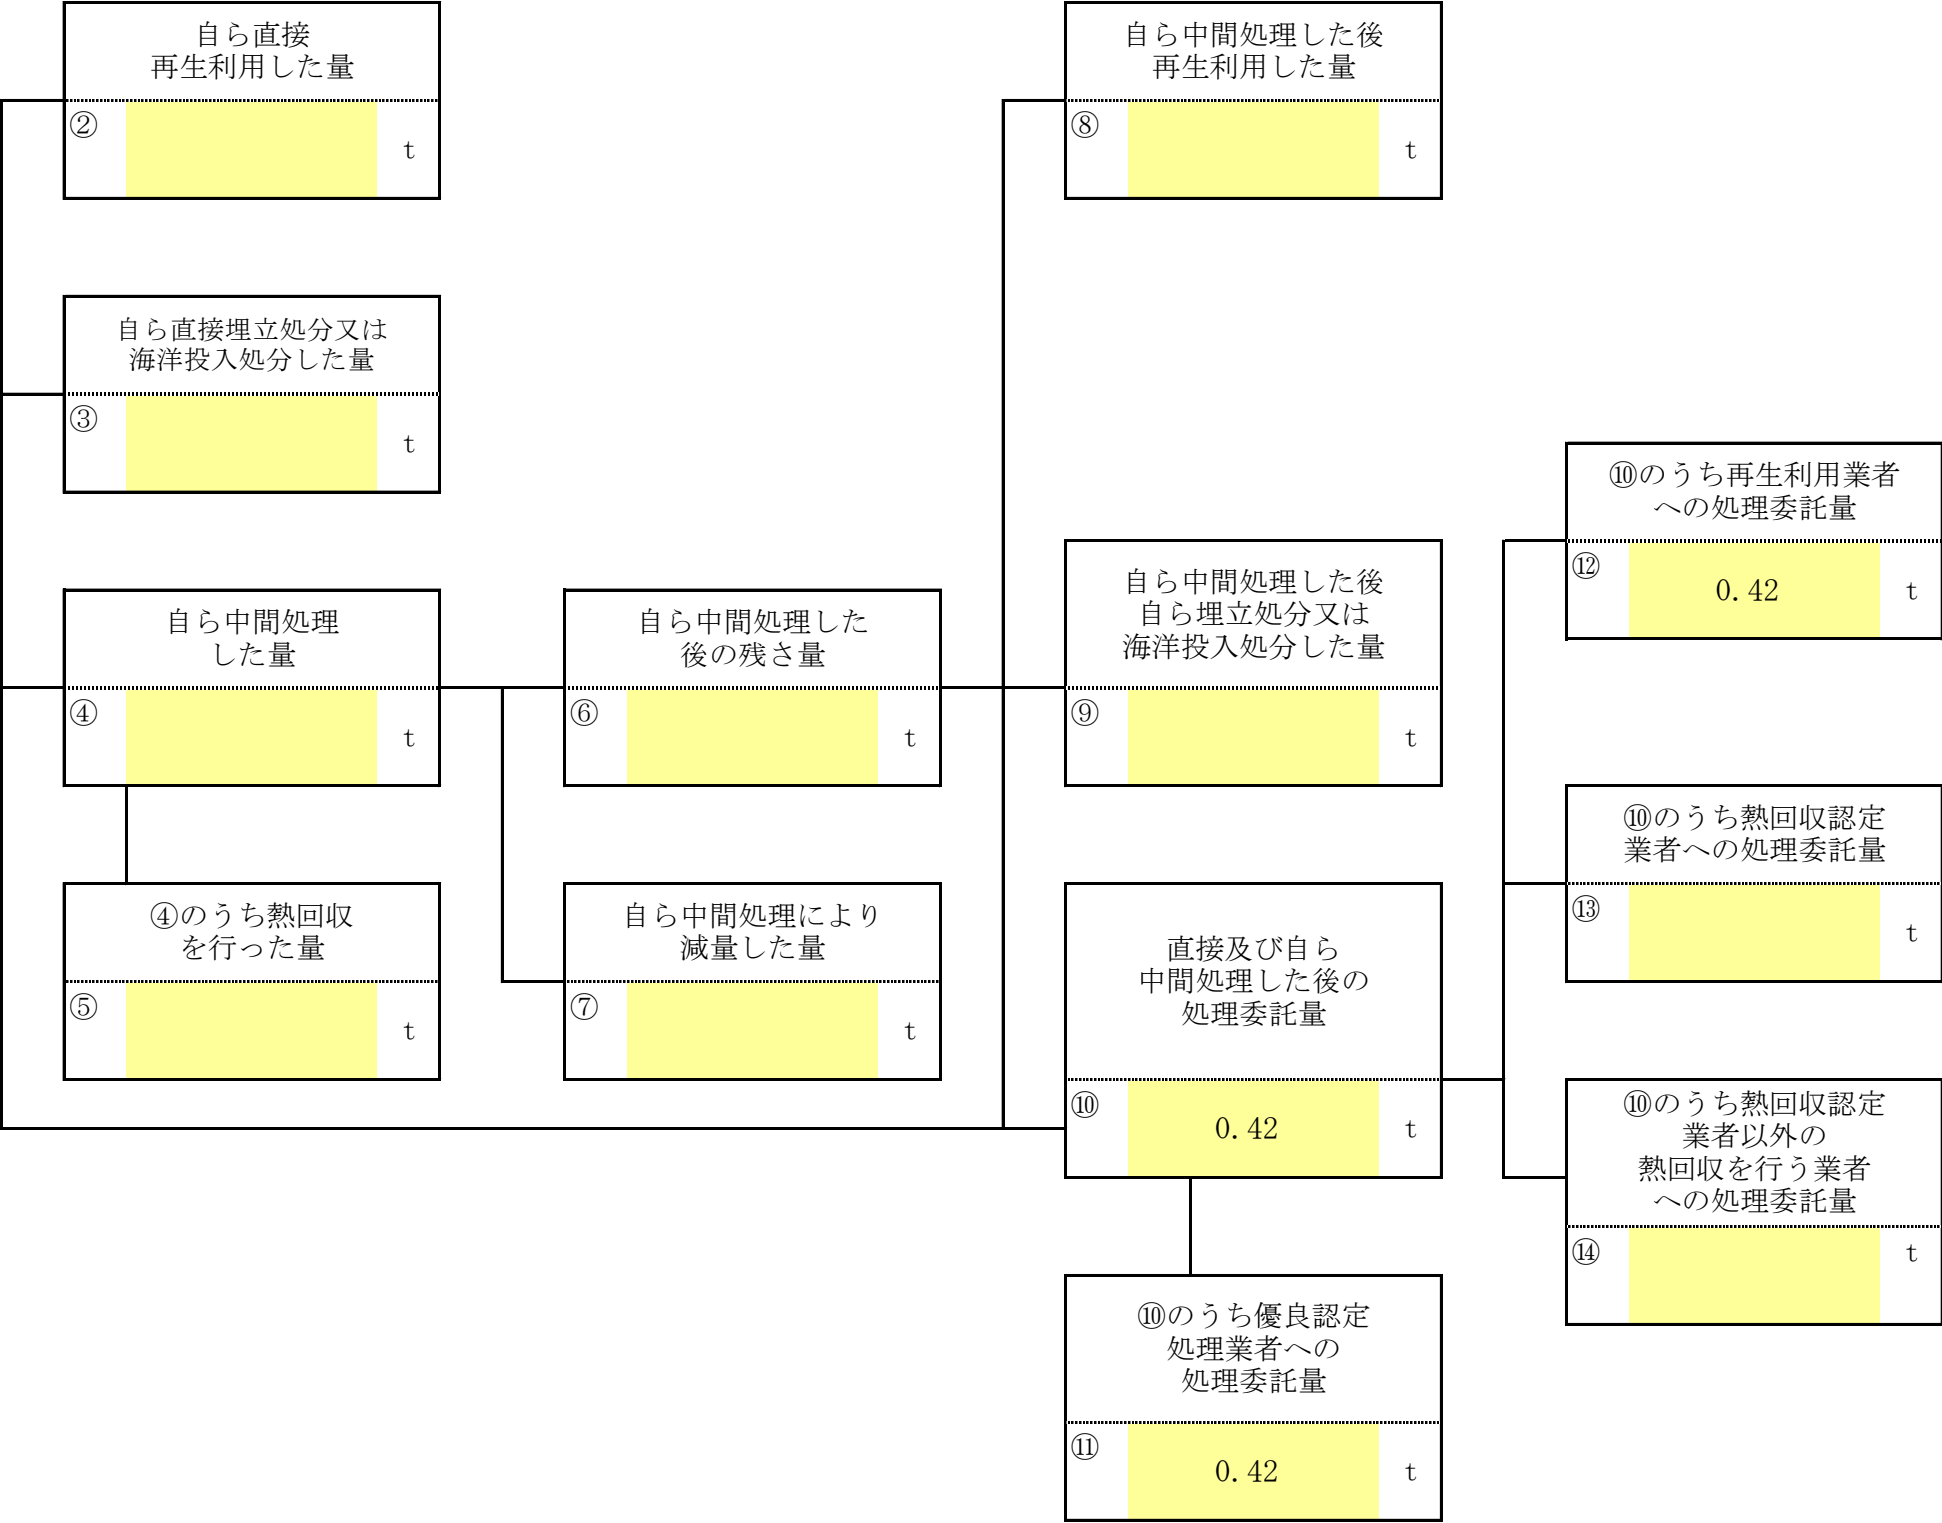 自ら直接
再生利用した量
②
t
自ら中間処理した後
再生利用した量
⑧
t
自ら直接埋立処分又は
海洋投入処分した量
③
t
⑩のうち再生利用業者
への処理委託量
⑫
0.42
t
自ら中間処理
した量
④
t
自ら中間処理した
後の残さ量
⑥
t
自ら中間処理した後
自ら埋立処分又は
海洋投入処分した量
⑨
t
⑩のうち熱回収認定
業者への処理委託量
⑬
t
④のうち熱回収
を行った量
⑤
t
自ら中間処理により
減量した量
⑦
t
直接及び自ら
中間処理した後の
処理委託量
⑩
0.42
t
⑩のうち熱回収認定
業者以外の
熱回収を行う業者
への処理委託量
⑭
t
⑩のうち優良認定
処理業者への
処理委託量
⑪
0.42
t